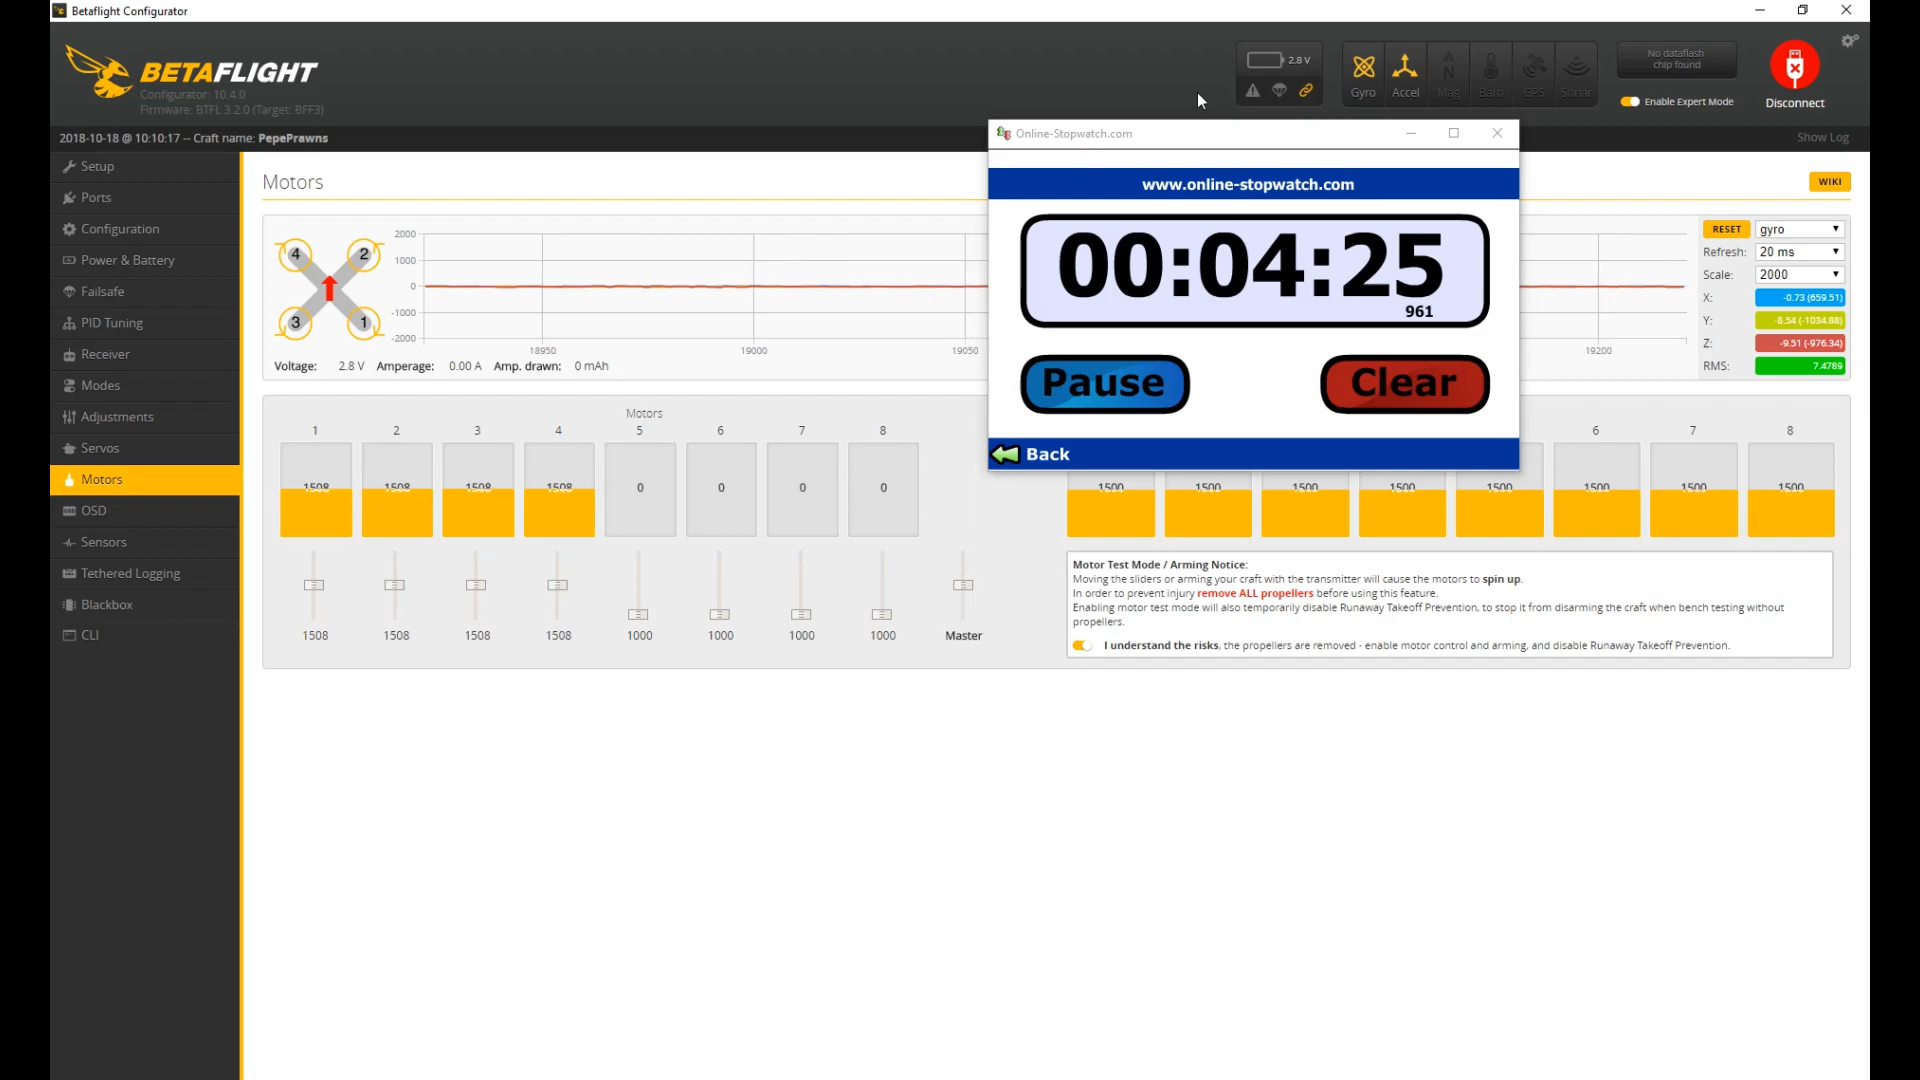 Betaflight Configurator
BETAFLIGHT
Configurator: 10.4.0
Firmware: BTFL 3.2.0 (Target: BFF3)
2.8 V
Gyro
Accel
Mag
Baro
GPS
Sonar
No dataflash
chip found
Enable Expert Mode
Disconnect
2018-10-18 @ 10:10:17 -- Craft name: PepePrawns
Show Log
Setup
Ports
Configuration
Power & Battery
Failsafe
PID Tuning
Receiver
Modes
Adjustments
Servos
Motors
OSD
Sensors
Tethered Logging
Blackbox
CLI
Motors
WIKI
4 2
3 1
2000
1000
0
-1000
-2000
18950 19000 19050 19200
Voltage: 2.8 V Amperage: 0.00 A Amp. drawn: 0 mAh
RESET gyro
Refresh: 20 ms
Scale: 2000
X: -0.73 (659.51)
Y: -8.54 (-1034.88)
Z: -9.51 (-976.34)
RMS: 7.4789
Online-Stopwatch.com
www.online-stopwatch.com
00:04:25
961
Pause Clear
Back
Motors
1 2 3 4 5 6 7 8
1508 1508 1508 1508 0 0 0 0
1508 1508 1508 1508 1000 1000 1000 1000 Master
6 7 8
1500 1500 1500 1500 1500 1500 1500 1500
Motor Test Mode / Arming Notice:
Moving the sliders or arming your craft with the transmitter will cause the motors to spin up.
In order to prevent injury remove ALL propellers before using this feature.
Enabling motor test mode will also temporarily disable Runaway Takeoff Prevention, to stop it from disarming the craft when bench testing without
propellers.
I understand the risks, the propellers are removed - enable motor control and arming, and disable Runaway Takeoff Prevention.